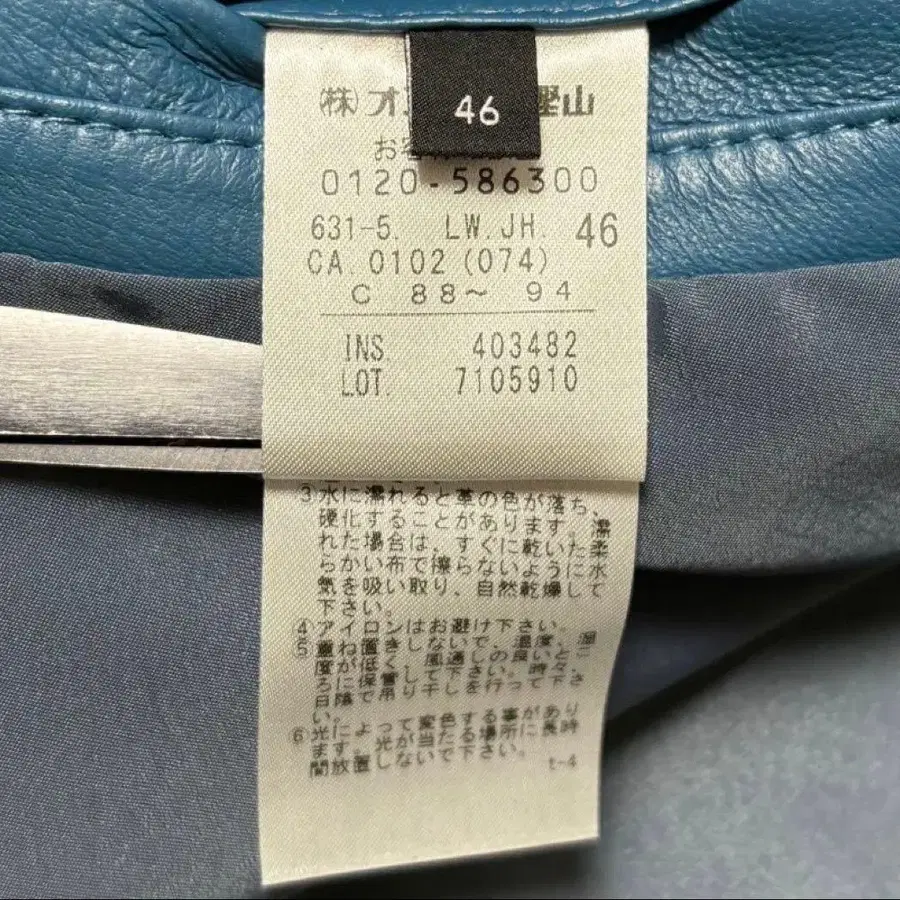 46
(株)オ 樫山
お客
0120-586300
631-5. LW.JH. 46
CA.0102(074)
C 88〜 94
INS 403482
LOT. 7105910
3 水に濡れると革の色が落ち、
硬化することがあります。濡
れた場合は、すぐに乾いた柔
らかい布で擦らないように水
気を吸い取り、自然乾燥して
下さい。
4 アイロンはお避け下さい。
5 重ね置きしないで、温度、湿
度が低く、風通しの良いとこ
ろに保管して下さい。時々、
日陰で吊り干しを行って下さ
い。
6 光によって変色する事があり
ます。光が当たる場所に長時
間放置しないで下さい。
t-4